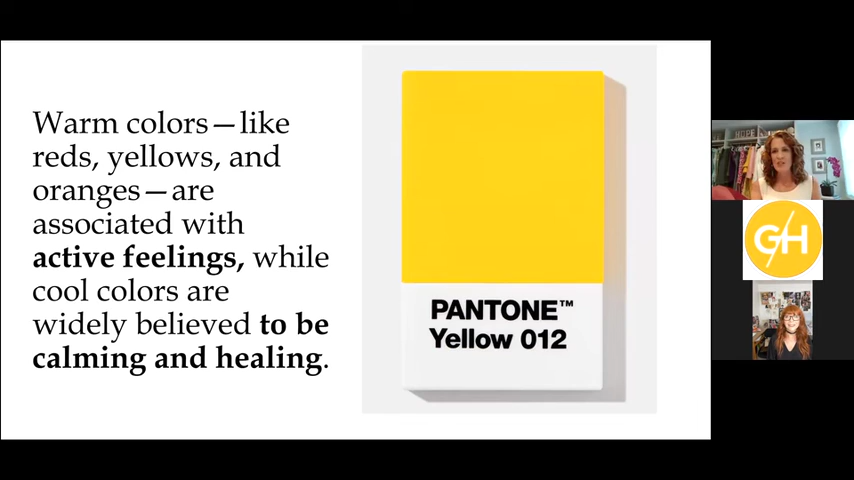 Warm colors—like
reds, yellows, and
oranges—are
associated with
active feelings, while
cool colors are
widely believed to be
calming and healing.
PANTONE™
Yellow 012
HOPE
G/H